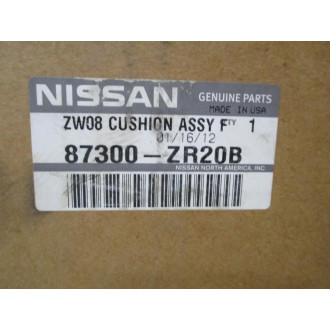 NISSAN GENUINE PARTS
MADE IN USA
ZW08 CUSHION ASSY F TY 1
01/16/12
87300-ZR20B
NISSAN NORTH AMERICA, INC.